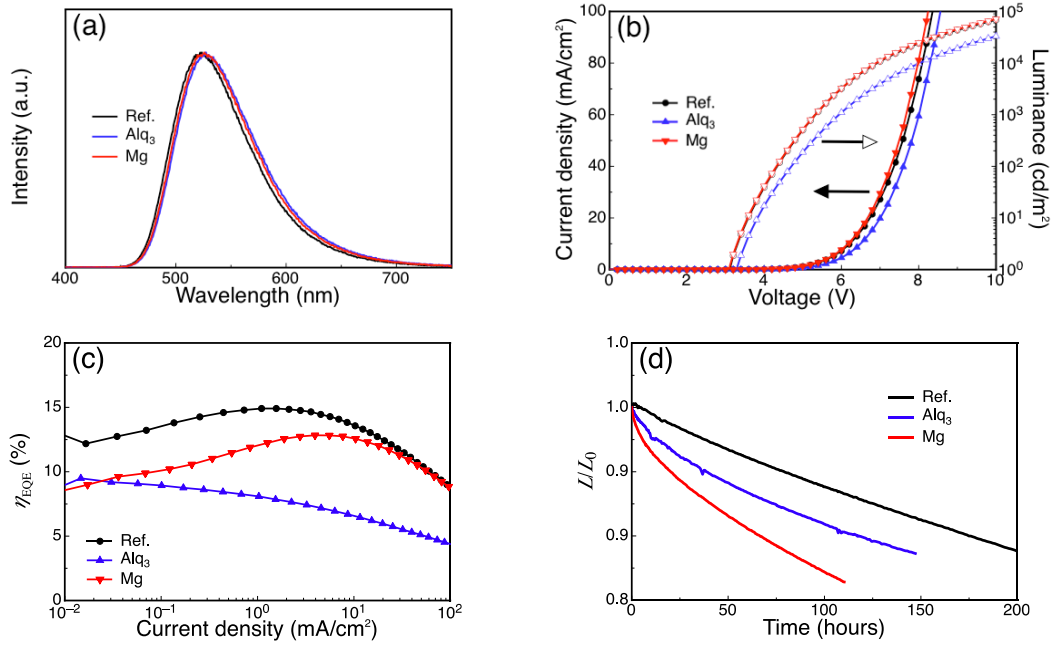 (a)
Intensity (a.u.)
Ref.
Alq₃
Mg
400 500 600 700
Wavelength (nm)
(b)
Current density (mA/cm²)
100
80
60
40
20
0
Ref.
Alq₃
Mg
10⁵
10⁴
10³
10²
10¹
10⁰
Luminance (cd/m²)
0 2 4 6 8 10
Voltage (V)
(c)
η_EQE (%)
20
15
10
5
0
Ref.
Alq₃
Mg
10⁻² 10⁻¹ 10⁰ 10¹ 10²
Current density (mA/cm²)
(d)
L/L₀
1.0
1.0
0.9
0.9
0.8
Ref.
Alq₃
Mg
0 50 100 150 200
Time (hours)